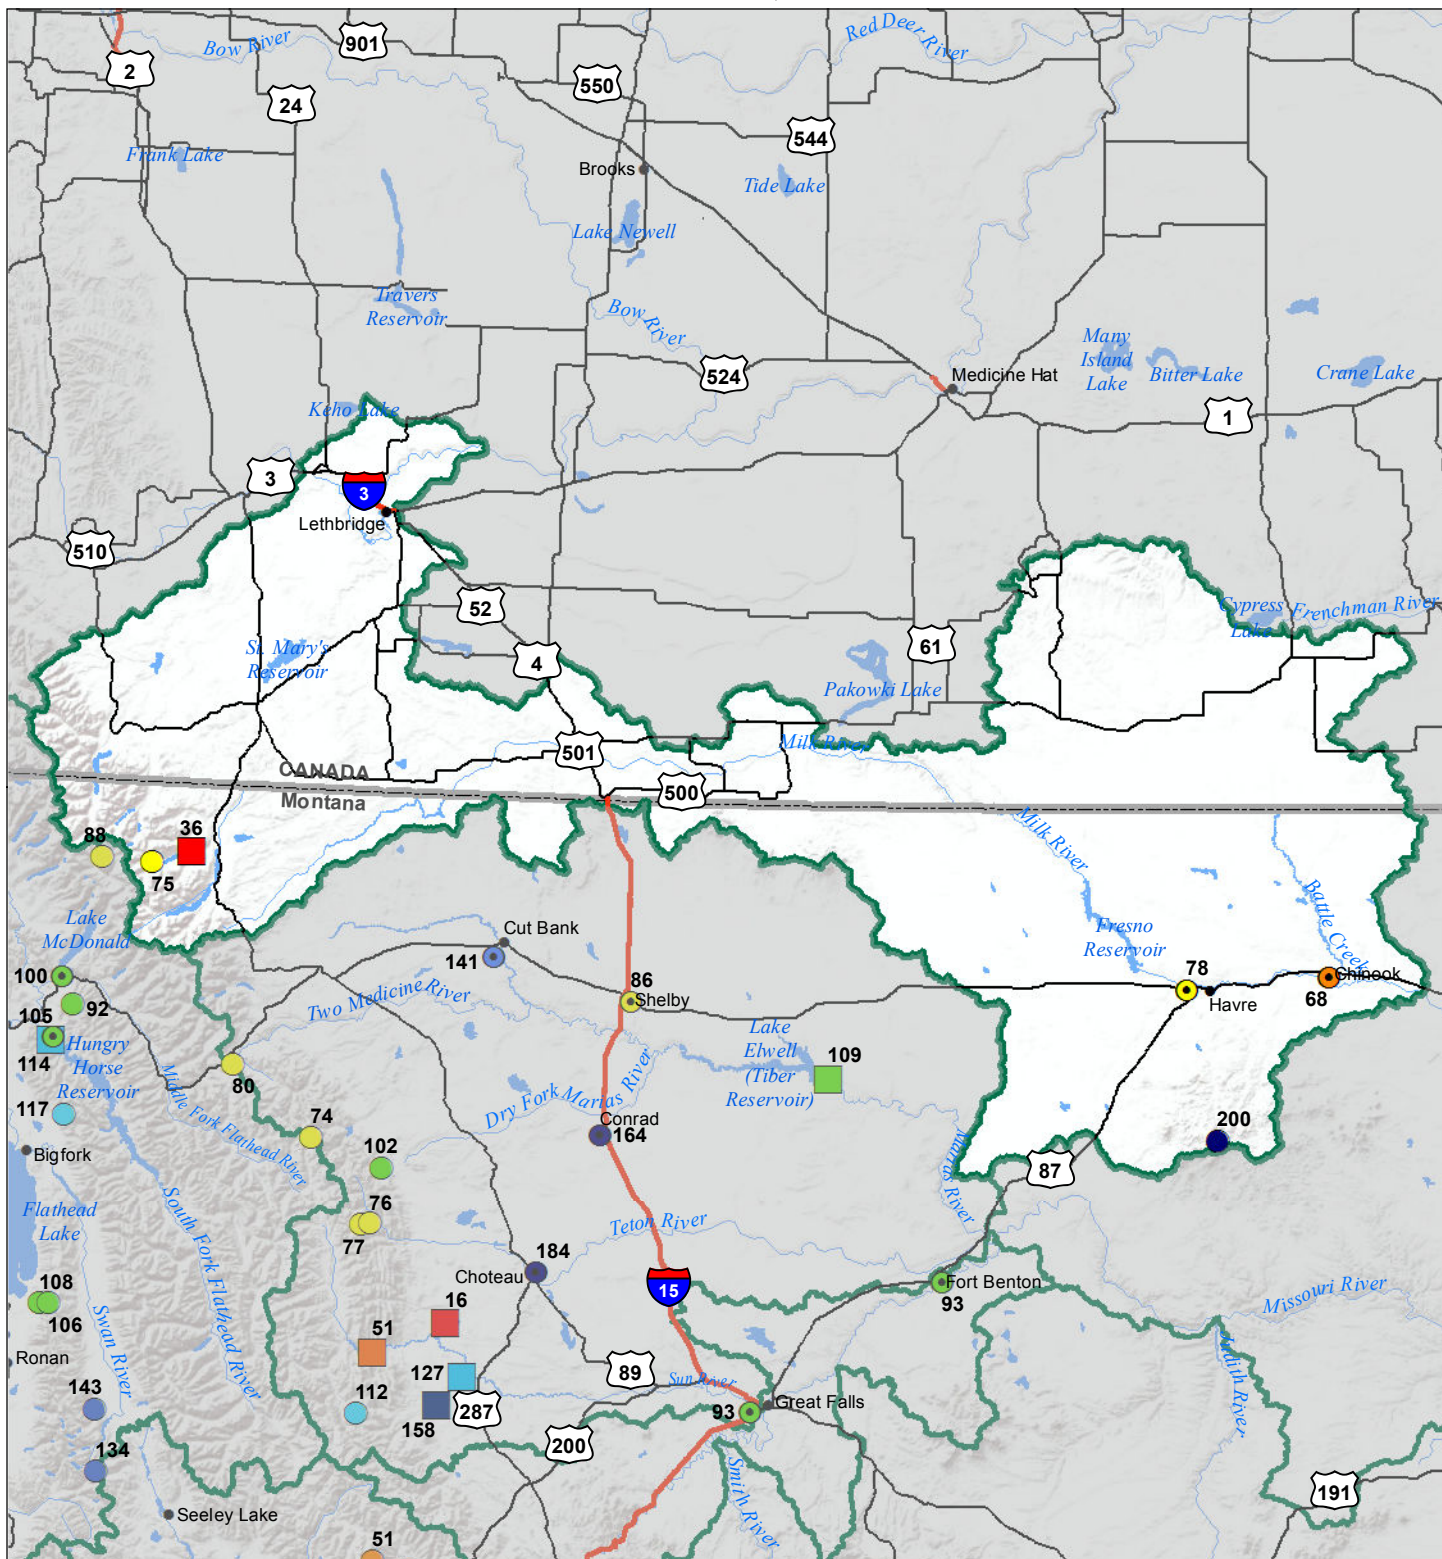 Bow River
901
Red Deer River
2
24
550
544
Frank Lake
Brooks
Tide Lake
Lake Newell
Travers
Reservoir
Bow River
524
Many
Island
Lake
Bitter Lake
Crane Lake
Medicine Hat
1
Keho Lake
3
3
Lethbridge
510
52
4
61
Cypress
Lake
Frenchman River
St. Mary's
Reservoir
Pakowki Lake
501
Milk River
500
CANADA
Montana
88
36
75
Milk River
Battle Creek
Lake
McDonald
Cut Bank
141
Fresno
Reservoir
100
92
105
114
Hungry
Horse
Reservoir
Two Medicine River
86
Shelby
78
Havre
Chinook
68
Lake
Elwell
(Tiber
Reservoir)
109
80
Middle Fork Flathead River
117
74
Dry Fork Marias River
Conrad
164
Marias River
200
Bigfork
102
87
Flathead
Lake
South Fork Flathead River
76
77
Teton River
184
Choteau
15
Fort Benton
93
Missouri River
108
106
Swan River
16
51
Ronan
127
89
Sun River
Judith River
143
112
158
287
93
Great Falls
200
134
Smith River
191
Seeley Lake
51